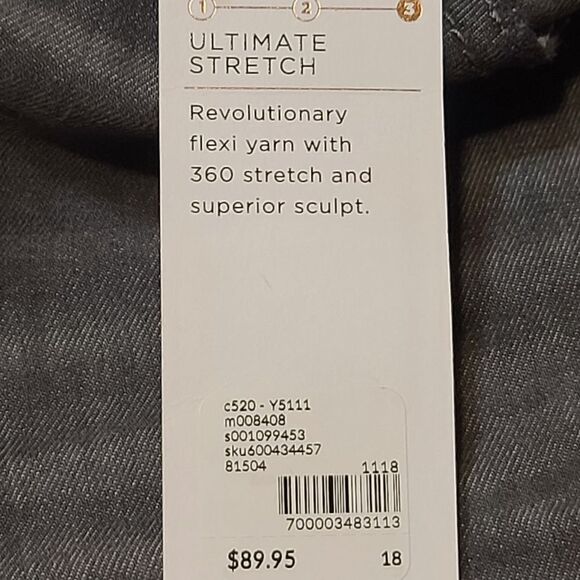 1 2 3
ULTIMATE
STRETCH
Revolutionary
flexi yarn with
360 stretch and
superior sculpt.
c520 - Y5111
m008408
s001099453
sku600434457
81504 1118
700003483113
$89.95 18